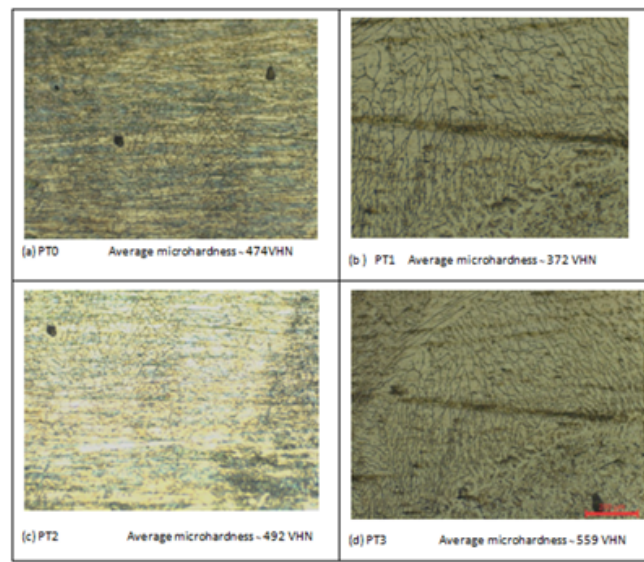 (a) PT0 Average microhardness ~ 474VHN
(b ) PT1 Average microhardness ~ 372 VHN
(c) PT2 Average microhardness ~ 492 VHN
(d) PT3 Average microhardness ~ 559 VHN